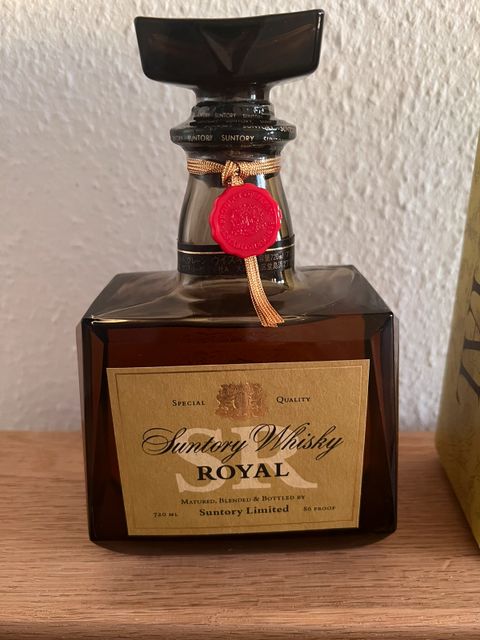 SUNTORY SUNTORY
SPECIAL QUALITY
Suntory Whisky
SR
ROYAL
MATURED, BLENDED & BOTTLED BY
720 ML Suntory Limited 86 PROOF